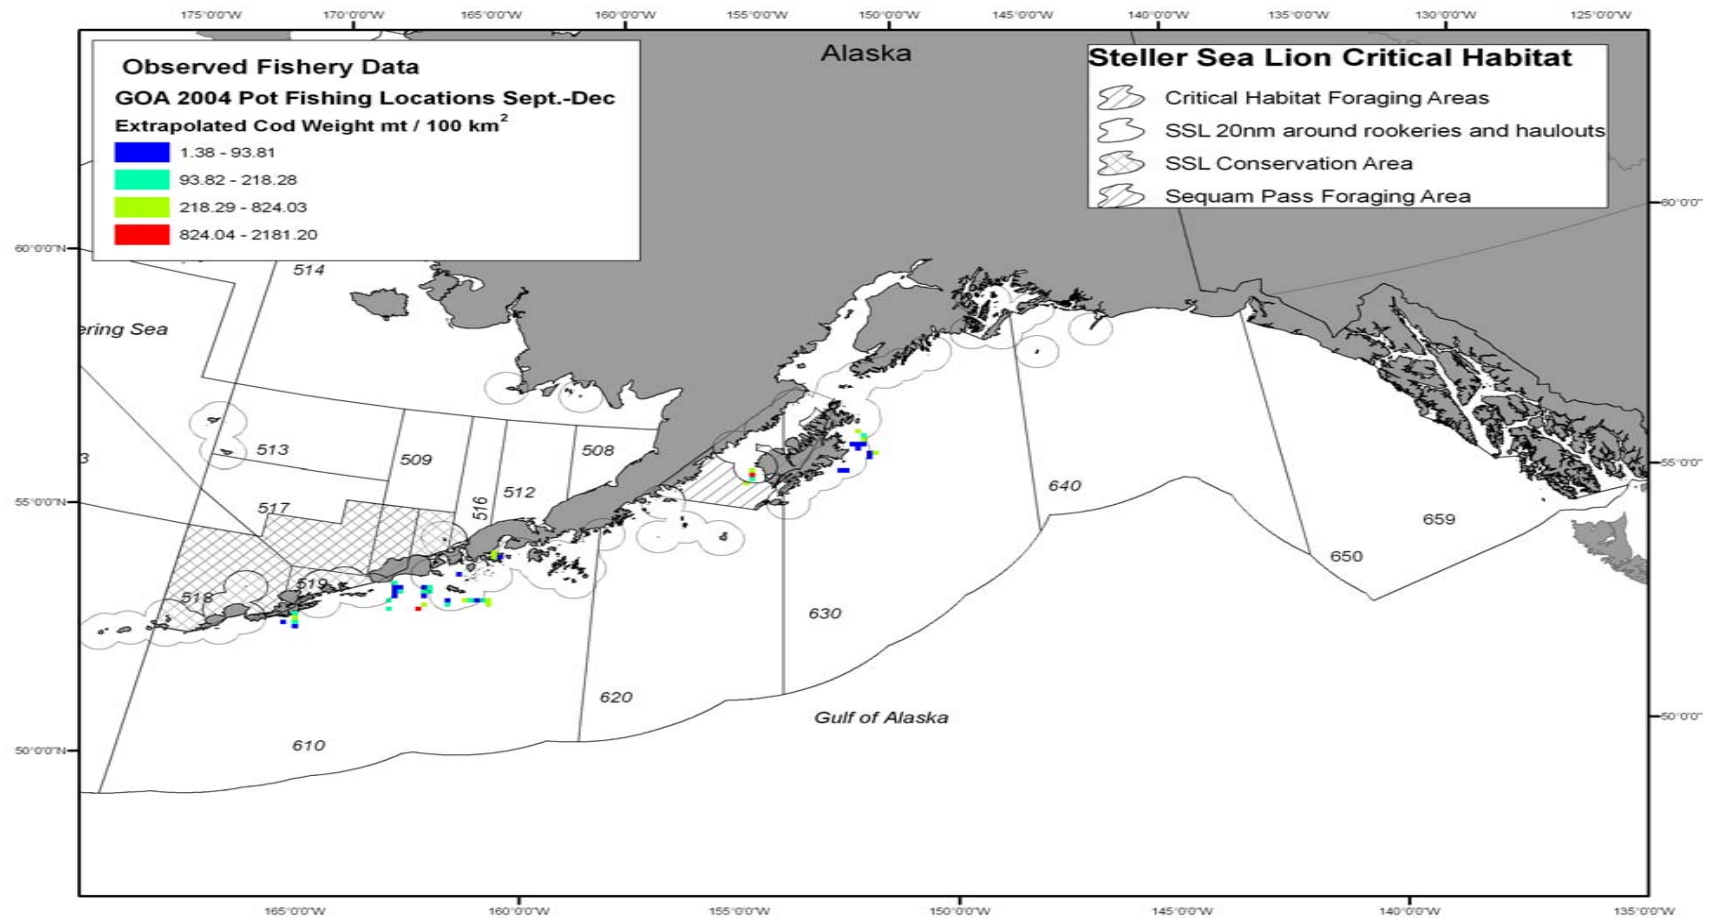 175°0'0"W 170°0'0"W 165°0'0"W 160°0'0"W 155°0'0"W 150°0'0"W 145°0'0"W 140°0'0"W 135°0'0"W 130°0'0"W 125°0'0"W
Alaska
Observed Fishery Data
GOA 2004 Pot Fishing Locations Sept.-Dec
Extrapolated Cod Weight mt / 100 km²
1.38 - 93.81
93.82 - 218.28
218.29 - 824.03
824.04 - 2181.20
Steller Sea Lion Critical Habitat
Critical Habitat Foraging Areas
SSL 20nm around rookeries and haulouts
SSL Conservation Area
Sequam Pass Foraging Area
60°0'0"
60°0'0"N
514
ering Sea
513
509
508
3
55°0'0"
512
516
640
55°0'0"N
517
659
650
519
518
630
620
Gulf of Alaska
50°0'0"
610
50°0'0"N
165°0'0"W 160°0'0"W 155°0'0"W 150°0'0"W 145°0'0"W 140°0'0"W 135°0'0"W